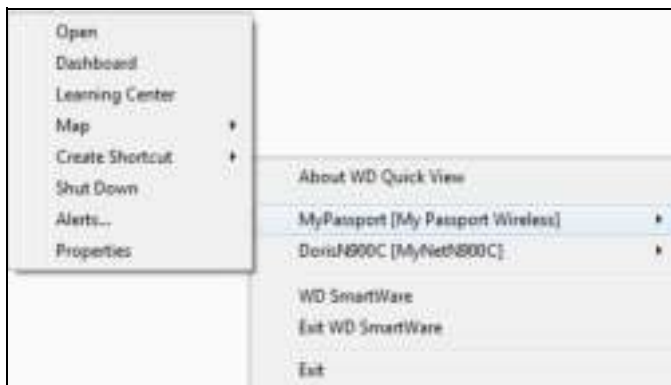 Open
Dashboard
Learning Center
Map
Create Shortcut
Shut Down
Alerts...
Properties
About WD Quick View
MyPassport [My Passport Wireless]
DorisN900C [MyNetN900C]
WD SmartWare
Exit WD SmartWare
Exit